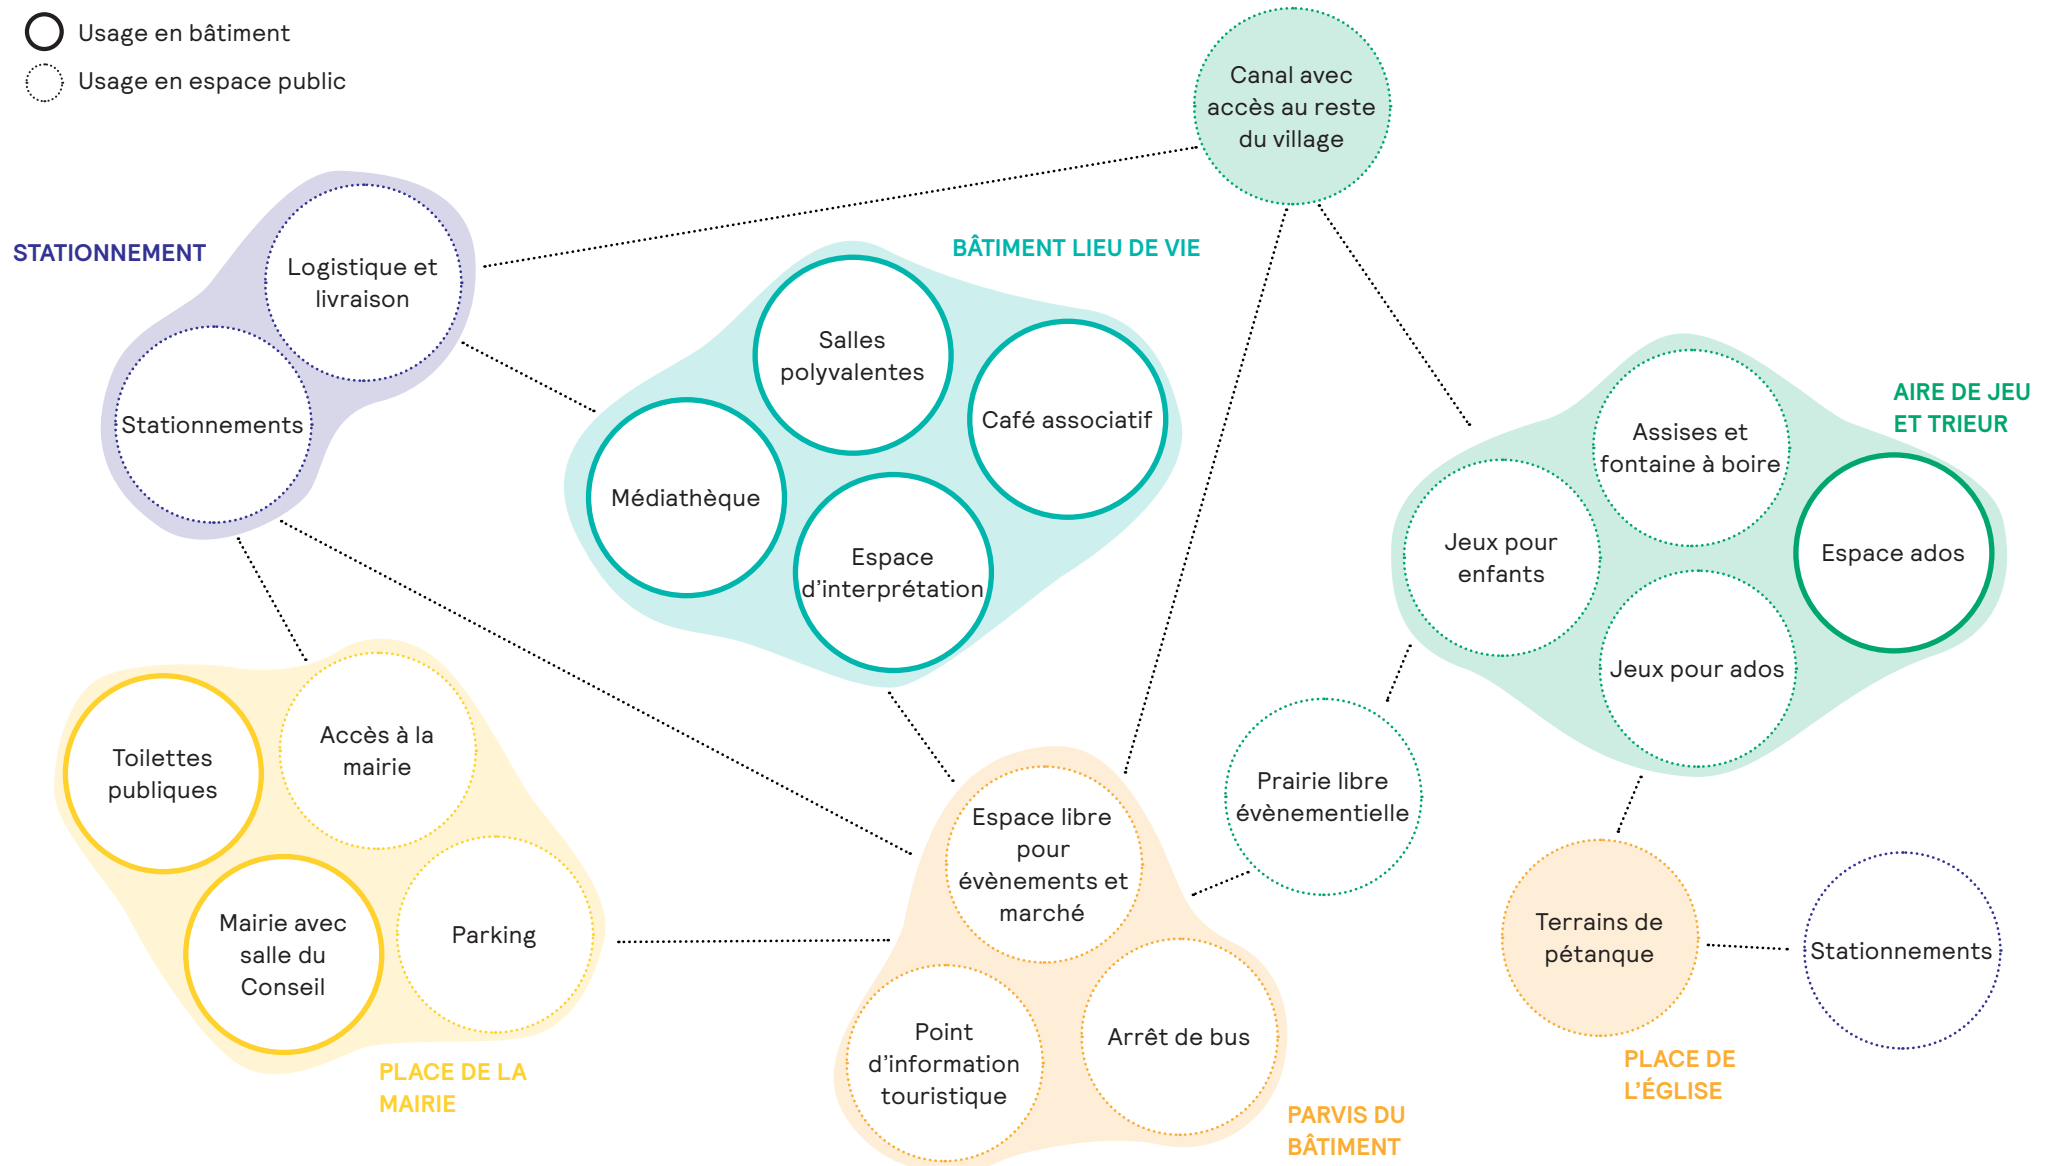 Usage en bâtiment
Usage en espace public
Canal avec
accès au reste
du village
STATIONNEMENT
Logistique et
livraison
Stationnements
BÂTIMENT LIEU DE VIE
Salles
polyvalentes
Café associatif
Médiathèque
Espace
d’interprétation
AIRE DE JEU
ET TRIEUR
Assises et
fontaine à boire
Jeux pour
enfants
Espace ados
Jeux pour ados
Toilettes
publiques
Accès à la
mairie
Mairie avec
salle du
Conseil
Parking
PLACE DE LA
MAIRIE
Espace libre
pour
évènements et
marché
Point
d’information
touristique
Arrêt de bus
PARVIS DU
BÂTIMENT
Prairie libre
évènementielle
Terrains de
pétanque
Stationnements
PLACE DE
L’ÉGLISE